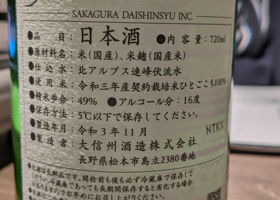 SAKAGURA DAISHINSYU INC.
●品目：日本酒 ●内容量：720ml
●原材料名：米(国産)、米麹(国産米)
●仕込水：北アルプス連峰伏流水
●使用米：令和三年産契約栽培米ひとごこち100%
●精米歩合：49% ●アルコール分：16度
●保存方法：5℃以下で保存してください。
●製造年月：令和3年11月
●製造者：大信州酒造株式会社
長野県松本市島立2380番地
HTKX